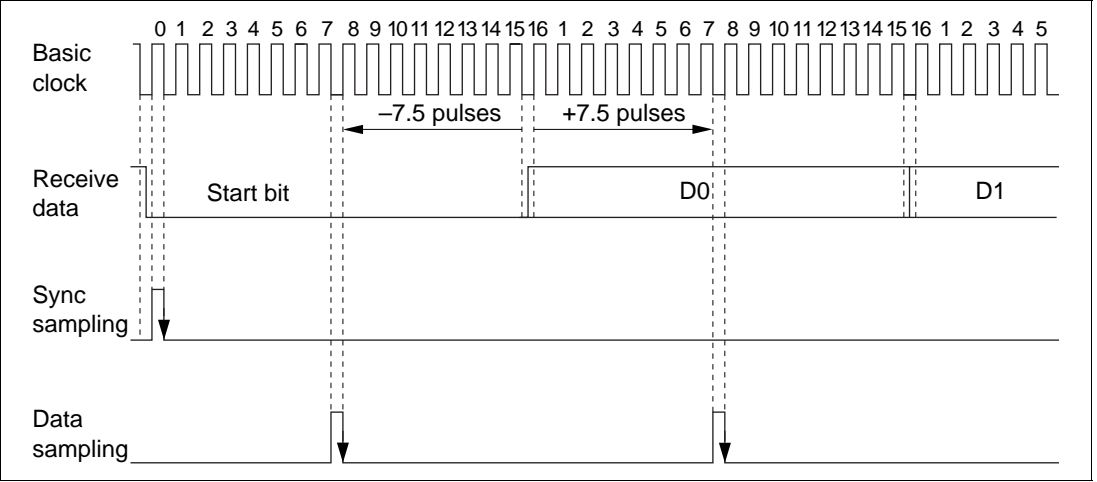 0 1 2 3 4 5 6 7 8 9 10 11 12 13 14 15 16 1 2 3 4 5 6 7 8 9 10 11 12 13 14 15 16 1 2 3 4 5
Basic
clock
–7.5 pulses +7.5 pulses
Receive
data
Start bit D0 D1
Sync
sampling
Data
sampling